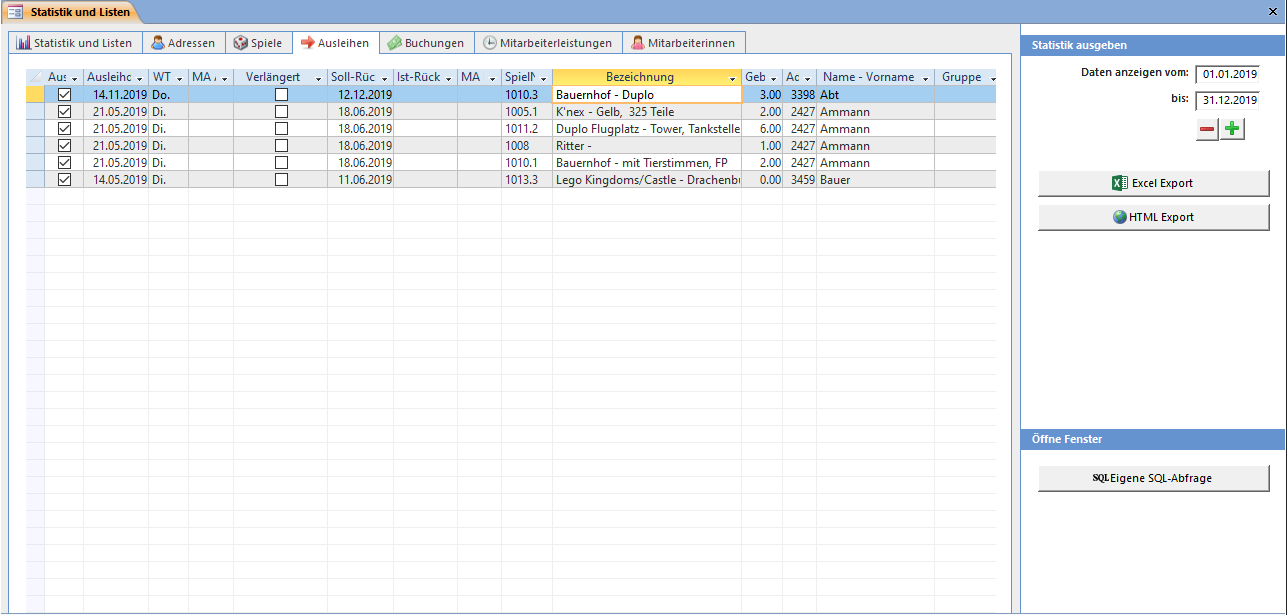 Statistik und Listen
Statistik und Listen Adressen Spiele Ausleihen Buchungen Mitarbeiterleistungen Mitarbeiterinnen
Aus Ausleihd WT MA / Verlängert Soll-Rüc Ist-Rück MA SpielN Bezeichnung Geb Ad Name - Vorname Gruppe
14.11.2019 Do. 12.12.2019 1010.3 Bauernhof - Duplo 3.00 3398 Abt
21.05.2019 Di. 18.06.2019 1005.1 K'nex - Gelb, 325 Teile 2.00 2427 Ammann
21.05.2019 Di. 18.06.2019 1011.2 Duplo Flugplatz - Tower, Tankstelle 6.00 2427 Ammann
21.05.2019 Di. 18.06.2019 1008 Ritter - 1.00 2427 Ammann
21.05.2019 Di. 18.06.2019 1010.1 Bauernhof - mit Tierstimmen, FP 2.00 2427 Ammann
14.05.2019 Di. 11.06.2019 1013.3 Lego Kingdoms/Castle - Drachenbu 0.00 3459 Bauer
Statistik ausgeben
Daten anzeigen vom: 01.01.2019
bis: 31.12.2019
Excel Export
HTML Export
Öffne Fenster
SQL Eigene SQL-Abfrage